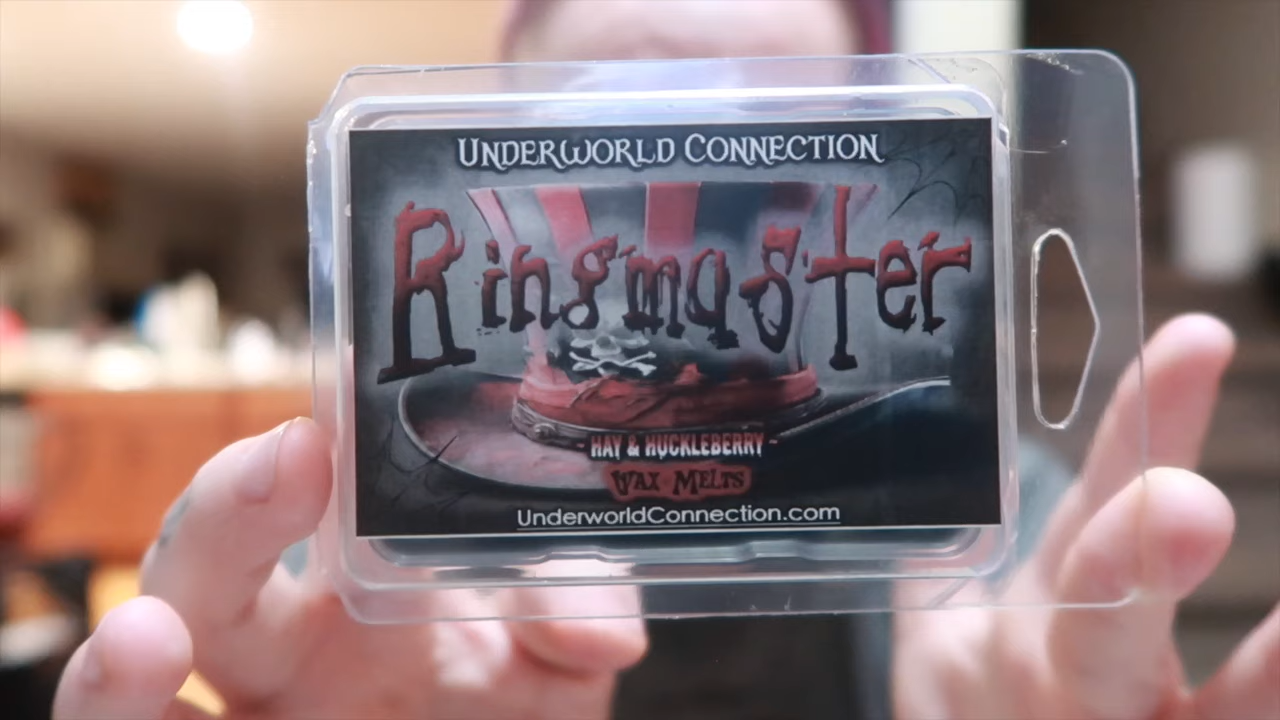 Underworld Connection
Ringmaster
- HAY & HUCKLEBERRY -
Wax Melts
UnderworldConnection.com